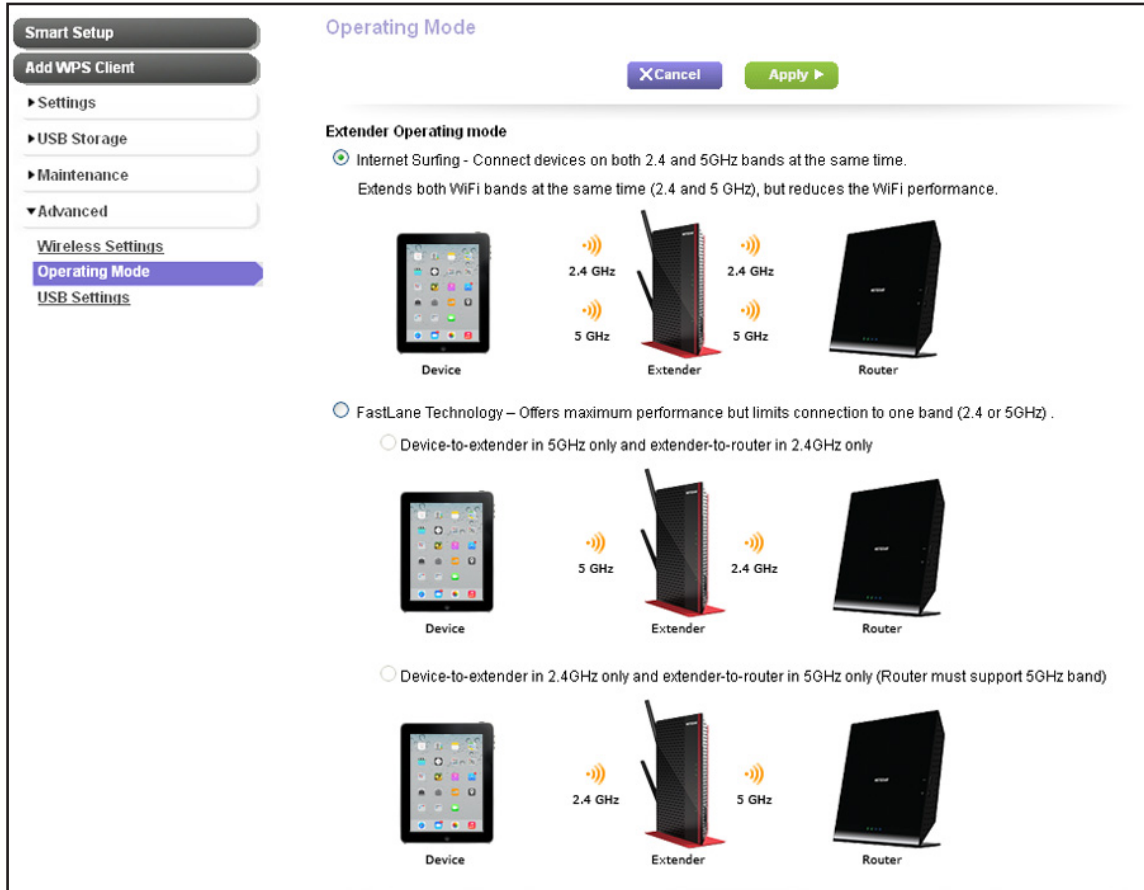 Smart Setup
Add WPS Client
Settings
USB Storage
Maintenance
Advanced
Wireless Settings
Operating Mode
USB Settings
Operating Mode
Cancel
Apply
Extender Operating mode
Internet Surfing - Connect devices on both 2.4 and 5GHz bands at the same time.
Extends both WiFi bands at the same time (2.4 and 5 GHz), but reduces the WiFi performance.
2.4 GHz
2.4 GHz
5 GHz
5 GHz
Device
Extender
Router
FastLane Technology – Offers maximum performance but limits connection to one band (2.4 or 5GHz) .
Device-to-extender in 5GHz only and extender-to-router in 2.4GHz only
5 GHz
2.4 GHz
Device
Extender
Router
Device-to-extender in 2.4GHz only and extender-to-router in 5GHz only (Router must support 5GHz band)
2.4 GHz
5 GHz
Device
Extender
Router